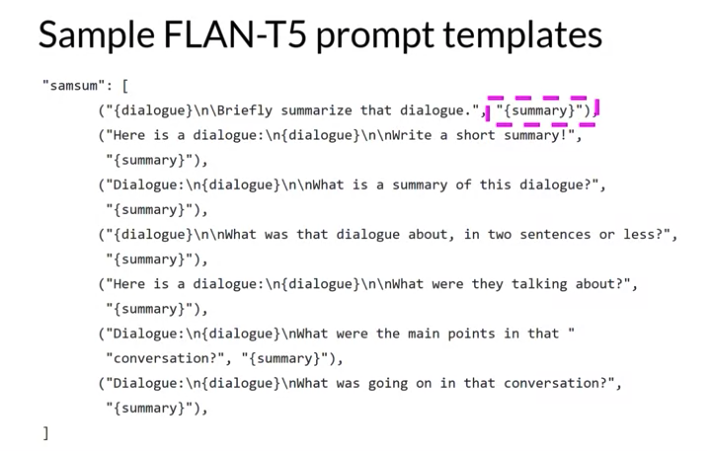 Sample FLAN-T5 prompt templates
"samsum": [
("{dialogue}\n\Briefly summarize that dialogue.", "{summary}"),
("Here is a dialogue:\n{dialogue}\n\nWrite a short summary!",
"{summary}"),
("Dialogue:\n{dialogue}\n\nWhat is a summary of this dialogue?",
"{summary}"),
("{dialogue}\n\nWhat was that dialogue about, in two sentences or less?",
"{summary}"),
("Here is a dialogue:\n{dialogue}\n\nWhat were they talking about?",
"{summary}"),
("Dialogue:\n{dialogue}\nWhat were the main points in that "
"conversation?", "{summary}"),
("Dialogue:\n{dialogue}\nWhat was going on in that conversation?",
"{summary}"),
]